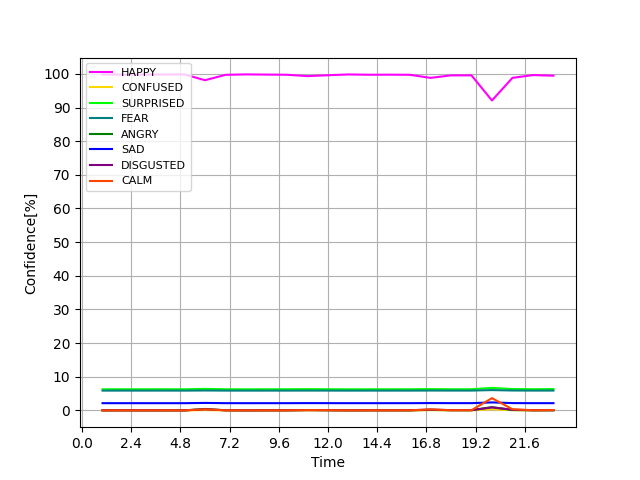 HAPPY
CONFUSED
SURPRISED
FEAR
ANGRY
SAD
DISGUSTED
CALM
100
90
80
70
60
50
40
30
20
10
0
Confidence[%]
0.0 2.4 4.8 7.2 9.6 12.0 14.4 16.8 19.2 21.6
Time